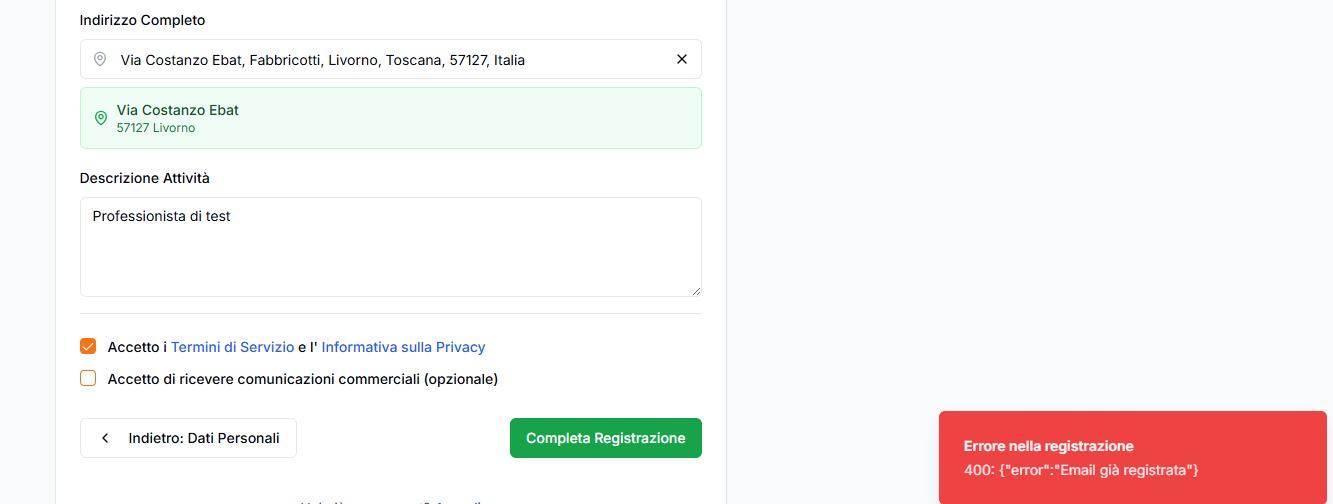 Indirizzo Completo
Via Costanzo Ebat, Fabbricotti, Livorno, Toscana, 57127, Italia
Via Costanzo Ebat
57127 Livorno
Descrizione Attività
Professionista di test
Accetto i Termini di Servizio e l' Informativa sulla Privacy
Accetto di ricevere comunicazioni commerciali (opzionale)
Indietro: Dati Personali
Completa Registrazione
Errore nella registrazione
400: {"error":"Email già registrata"}